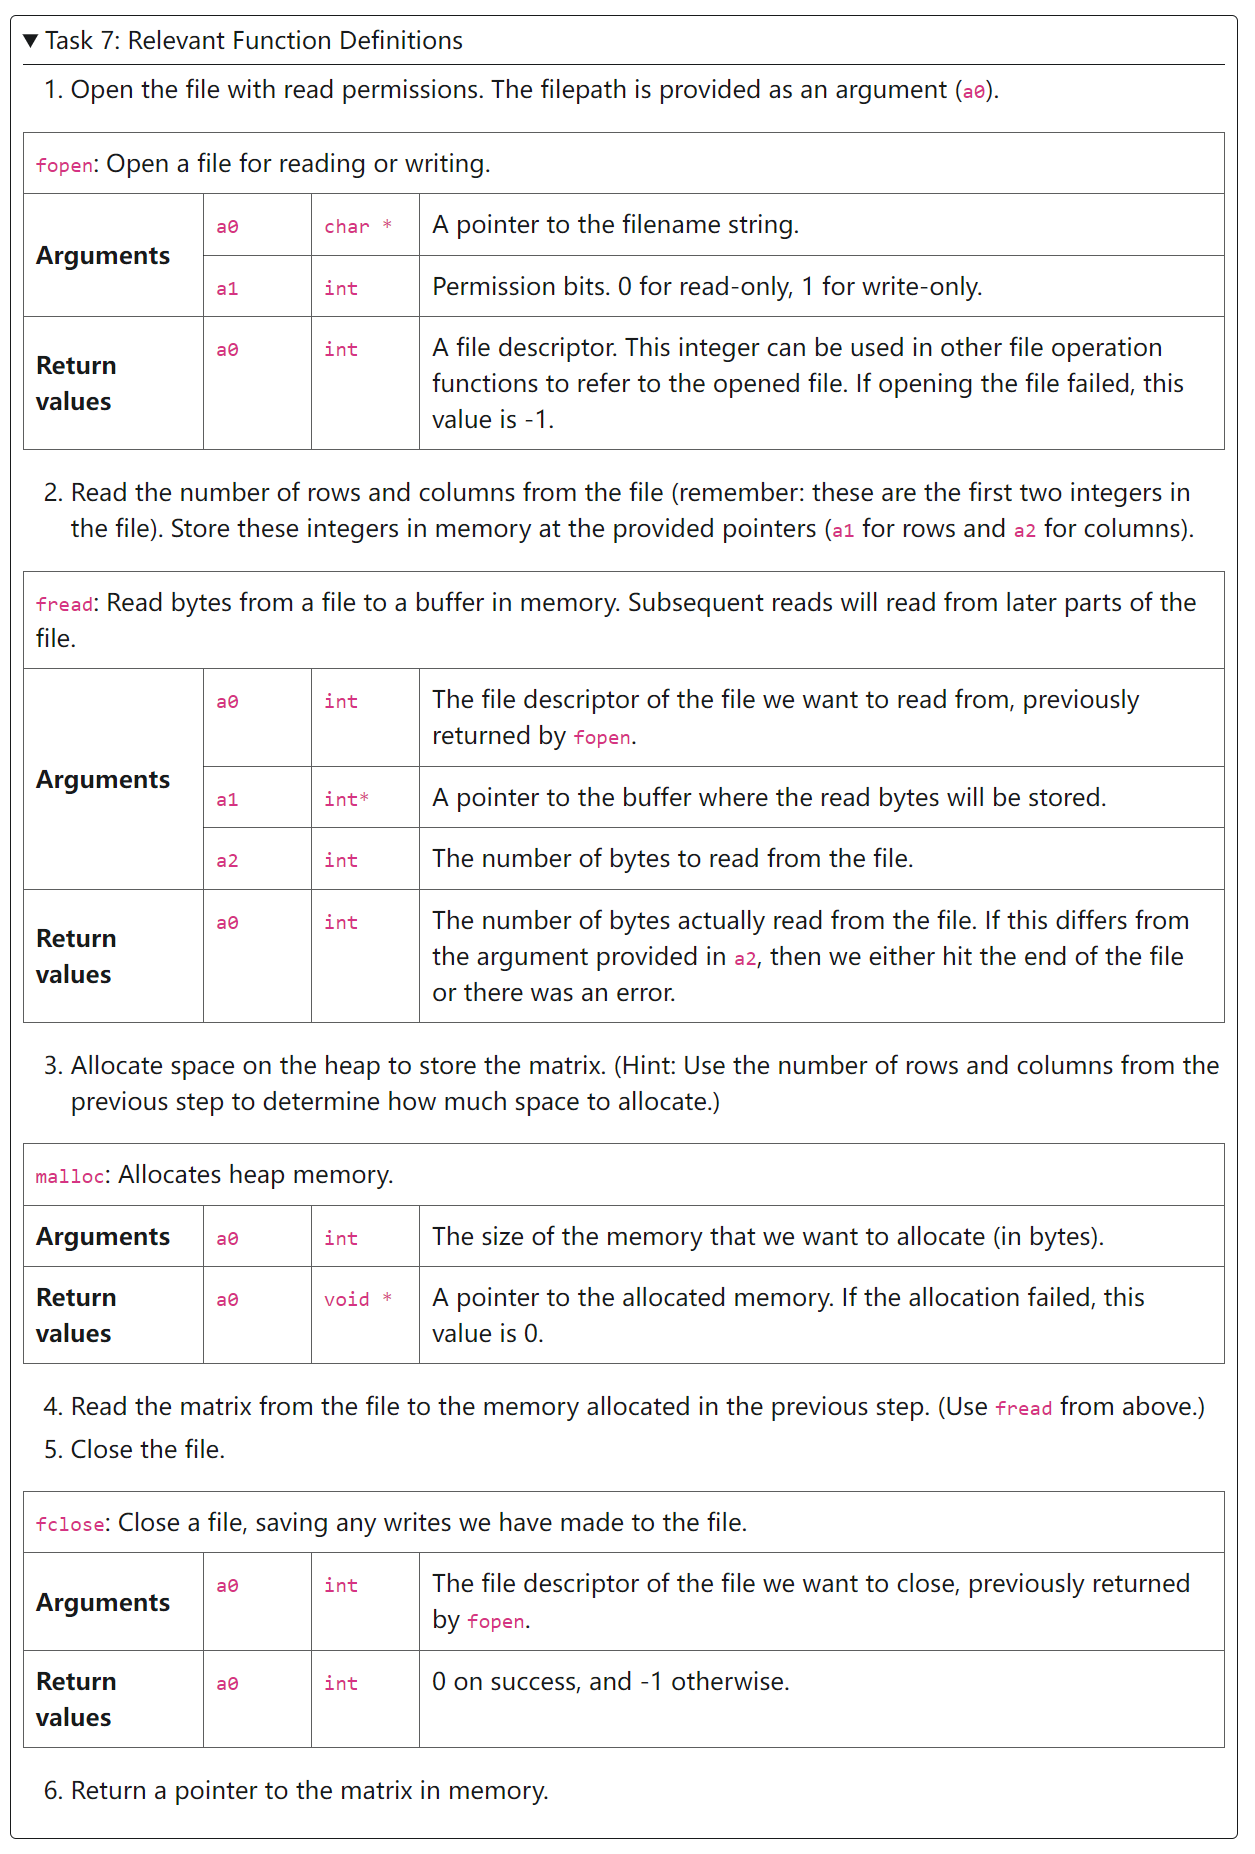 ▼ Task 7: Relevant Function Definitions
1. Open the file with read permissions. The filepath is provided as an argument (a0).
fopen: Open a file for reading or writing.
Arguments
a0
char *
A pointer to the filename string.
a1
int
Permission bits. 0 for read-only, 1 for write-only.
Return
values
a0
int
A file descriptor. This integer can be used in other file operation
functions to refer to the opened file. If opening the file failed, this
value is -1.
2. Read the number of rows and columns from the file (remember: these are the first two integers in
the file). Store these integers in memory at the provided pointers (a1 for rows and a2 for columns).
fread: Read bytes from a file to a buffer in memory. Subsequent reads will read from later parts of the
file.
Arguments
a0
int
The file descriptor of the file we want to read from, previously
returned by fopen.
a1
int*
A pointer to the buffer where the read bytes will be stored.
a2
int
The number of bytes to read from the file.
Return
values
a0
int
The number of bytes actually read from the file. If this differs from
the argument provided in a2, then we either hit the end of the file
or there was an error.
3. Allocate space on the heap to store the matrix. (Hint: Use the number of rows and columns from the
previous step to determine how much space to allocate.)
malloc: Allocates heap memory.
Arguments
a0
int
The size of the memory that we want to allocate (in bytes).
Return
values
a0
void *
A pointer to the allocated memory. If the allocation failed, this
value is 0.
4. Read the matrix from the file to the memory allocated in the previous step. (Use fread from above.)
5. Close the file.
fclose: Close a file, saving any writes we have made to the file.
Arguments
a0
int
The file descriptor of the file we want to close, previously returned
by fopen.
Return
values
a0
int
0 on success, and -1 otherwise.
6. Return a pointer to the matrix in memory.